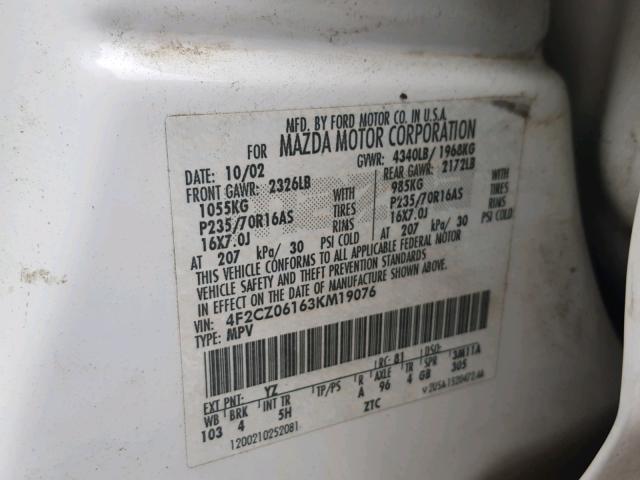 MFD. BY FORD MOTOR CO. IN U.S.A.
FOR MAZDA MOTOR CORPORATION
DATE: 10/02 GVWR: 4340LB/ 1968KG
FRONT GAWR: 2326LB REAR GAWR: 2172LB
1055KG WITH 985KG WITH
P235/70R16AS TIRES P235/70R16AS TIRES
16X7.0J RIMS 16X7.0J RIMS
AT 207 kPa/ 30 PSI COLD AT 207 kPa/ 30 PSI COLD
THIS VEHICLE CONFORMS TO ALL APPLICABLE FEDERAL MOTOR
VEHICLE SAFETY AND THEFT PREVENTION STANDARDS
IN EFFECT ON THE DATE OF MANUFACTURE SHOWN ABOVE.
VIN: 4F2CZ06163KM19076
TYPE: MPV
EXT PNT: YZ RC: 81 DSO:
WB BRK INT TR TP/PS R AXLE TR SPR 3M11A
103 4 5H A 96 4 GB 305
ZTC
1200210252081